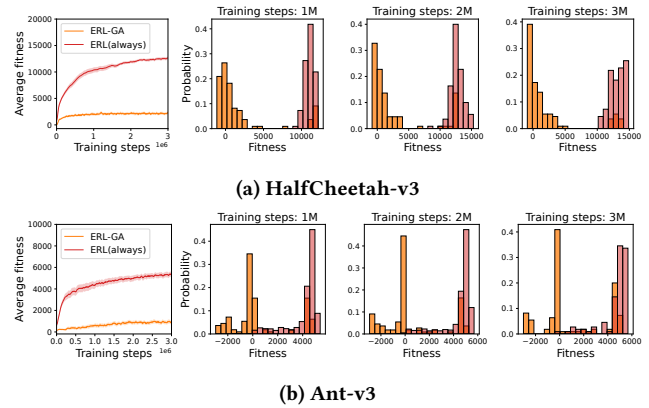 Training steps: 1M
Training steps: 2M
Training steps: 3M
Average fitness
20000
15000
10000
5000
0
ERL-GA
ERL(always)
0 1 2 3
1e6
Training steps
Probability
0.4
0.3
0.2
0.1
0.0
0 5000 10000
Fitness
0.4
0.3
0.2
0.1
0.0
0 5000 10000 15000
Fitness
0.4
0.3
0.2
0.1
0.0
0 5000 10000 15000
Fitness
(a) HalfCheetah-v3
Training steps: 1M
Training steps: 2M
Training steps: 3M
Average fitness
10000
8000
6000
4000
2000
0
ERL-GA
ERL(always)
0.0 0.5 1.0 1.5 2.0 2.5 3.0
1e6
Training steps
Probability
0.4
0.3
0.2
0.1
0.0
−2000 0 2000 4000
Fitness
0.5
0.4
0.3
0.2
0.1
0.0
−2000 0 2000 4000 6000
Fitness
0.4
0.3
0.2
0.1
0.0
−2000 0 2000 4000 6000
Fitness
(b) Ant-v3